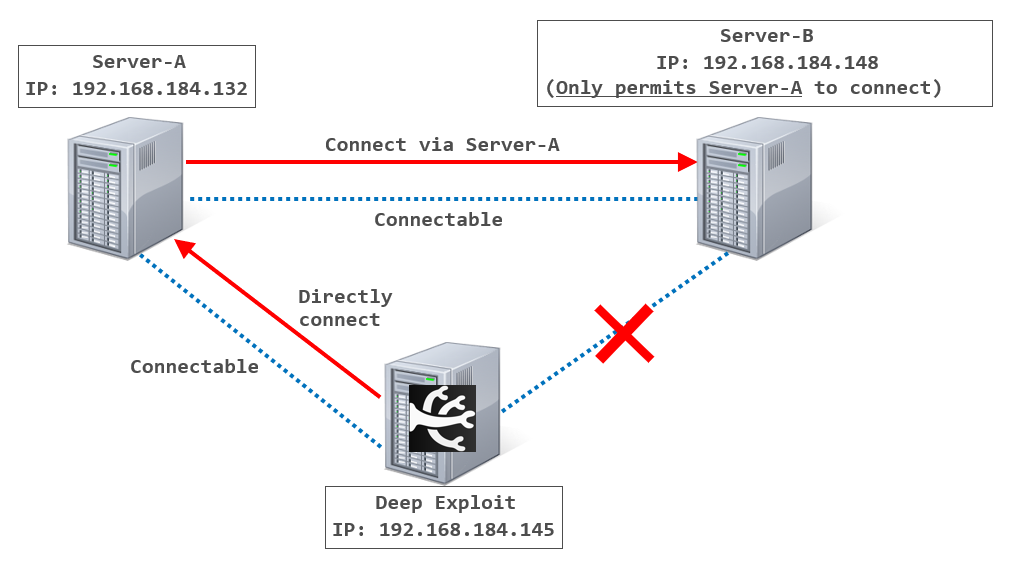 Server-A
IP: 192.168.184.132
Server-B
IP: 192.168.184.148
(Only permits Server-A to connect)
Connect via Server-A
Connectable
Directly
connect
Connectable
Deep Exploit
IP: 192.168.184.145